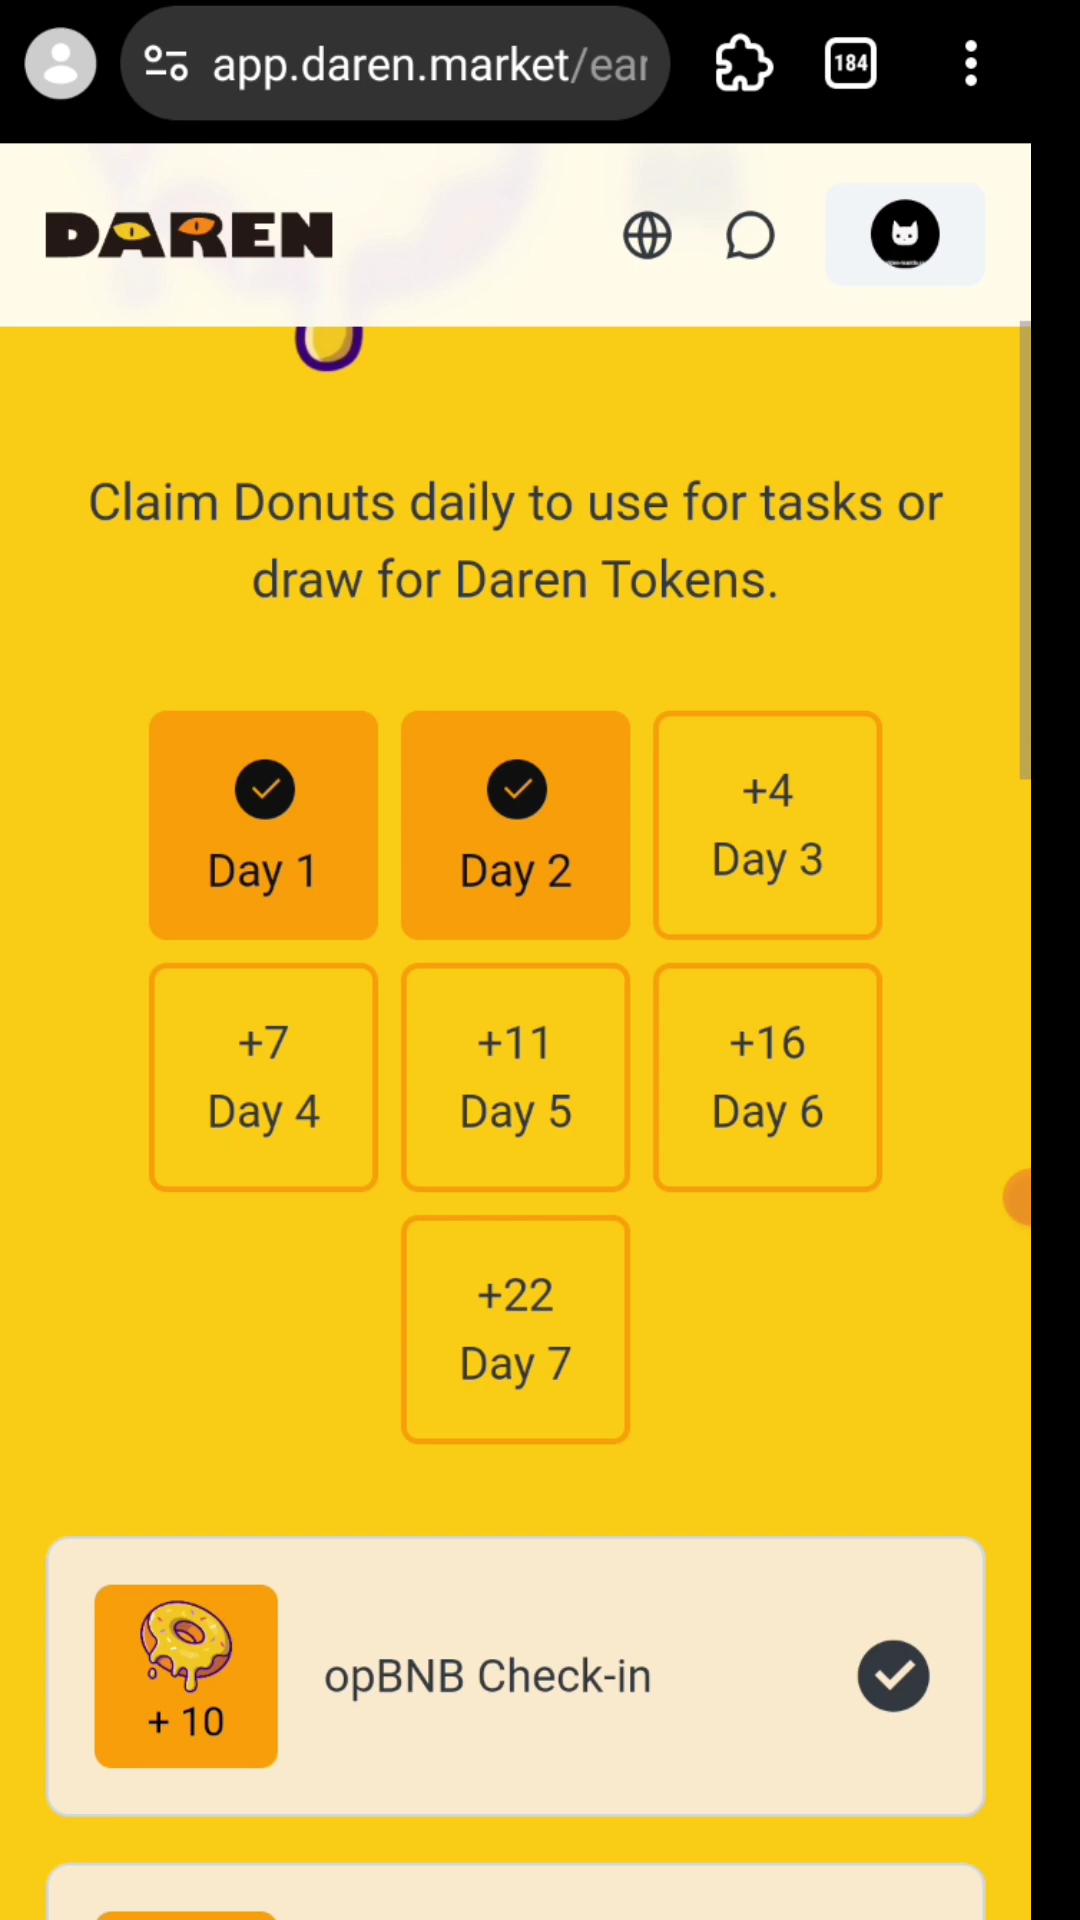 app.daren.market/ear
184
DAREN
Claim Donuts daily to use for tasks or
draw for Daren Tokens.
Day 1
Day 2
+4
Day 3
+7
Day 4
+11
Day 5
+16
Day 6
+22
Day 7
+ 10
opBNB Check-in